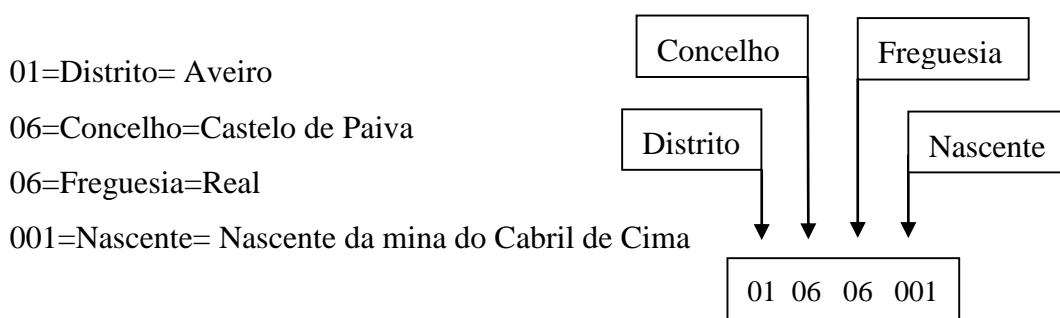 01=Distrito= Aveiro
06=Concelho=Castelo de Paiva
06=Freguesia=Real
001=Nascente= Nascente da mina do Cabril de Cima
Concelho
Freguesia
Distrito
Nascente
01 06 06 001